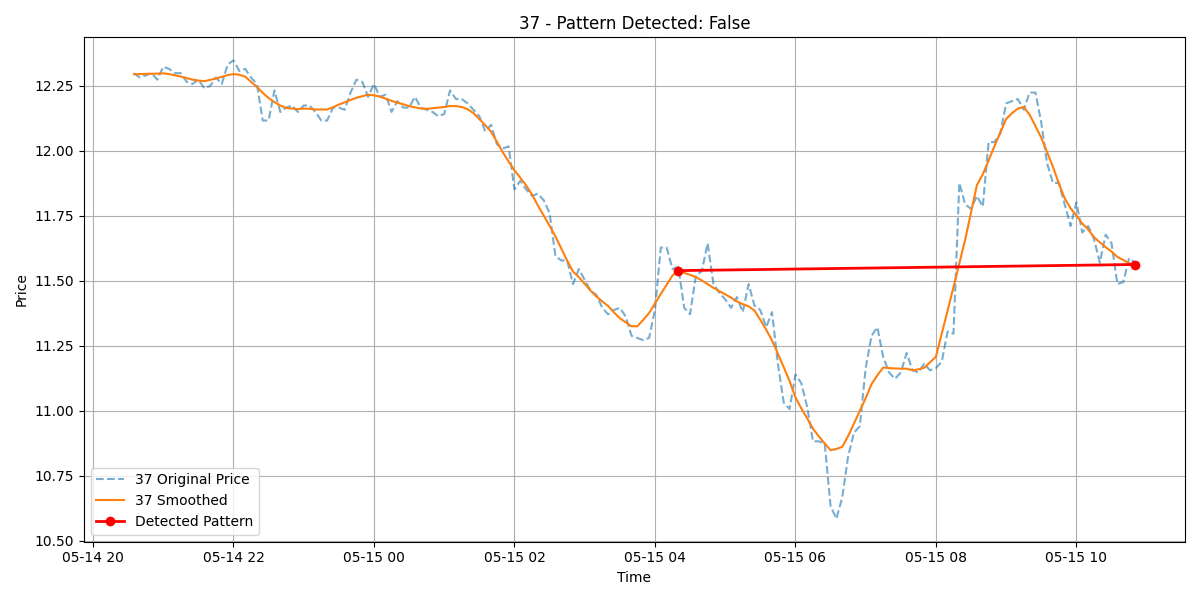 37 - Pattern Detected: False
Price
12.25
12.00
11.75
11.50
11.25
11.00
10.75
10.50
37 Original Price
37 Smoothed
Detected Pattern
05-14 20 05-14 22 05-15 00 05-15 02 05-15 04 05-15 06 05-15 08 05-15 10
Time